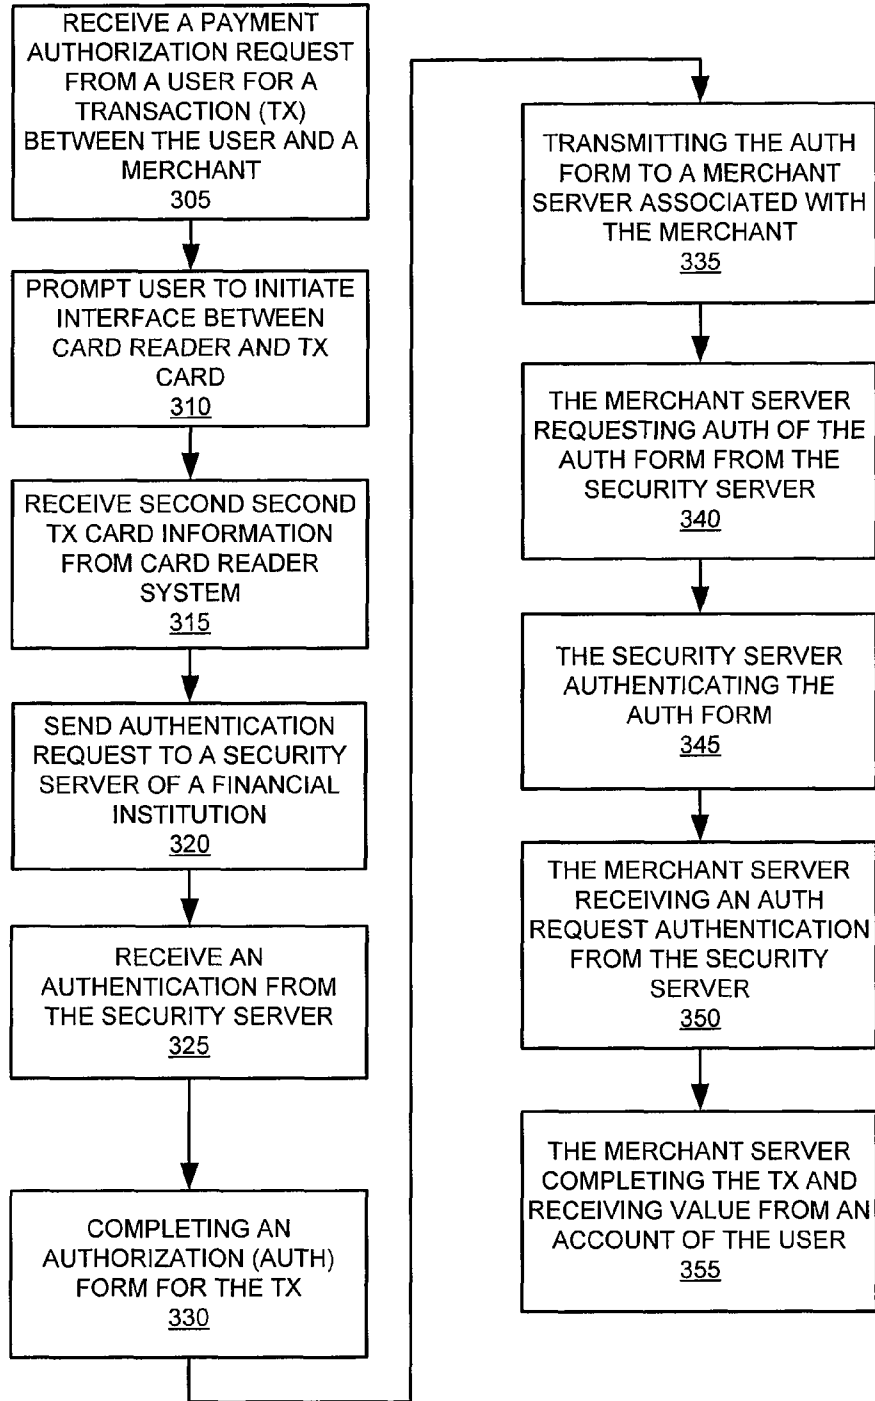 RECEIVE A PAYMENT
AUTHORIZATION REQUEST
FROM A USER FOR A
TRANSACTION (TX)
BETWEEN THE USER AND A
MERCHANT
305
PROMPT USER TO INITIATE
INTERFACE BETWEEN
CARD READER AND TX
CARD
310
RECEIVE SECOND SECOND
TX CARD INFORMATION
FROM CARD READER
SYSTEM
315
SEND AUTHENTICATION
REQUEST TO A SECURITY
SERVER OF A FINANCIAL
INSTITUTION
320
RECEIVE AN
AUTHENTICATION FROM
THE SECURITY SERVER
325
COMPLETING AN
AUTHORIZATION (AUTH)
FORM FOR THE TX
330
TRANSMITTING THE AUTH
FORM TO A MERCHANT
SERVER ASSOCIATED WITH
THE MERCHANT
335
THE MERCHANT SERVER
REQUESTING AUTH OF THE
AUTH FORM FROM THE
SECURITY SERVER
340
THE SECURITY SERVER
AUTHENTICATING THE
AUTH FORM
345
THE MERCHANT SERVER
RECEIVING AN AUTH
REQUEST AUTHENTICATION
FROM THE SECURITY
SERVER
350
THE MERCHANT SERVER
COMPLETING THE TX AND
RECEIVING VALUE FROM AN
ACCOUNT OF THE USER
355